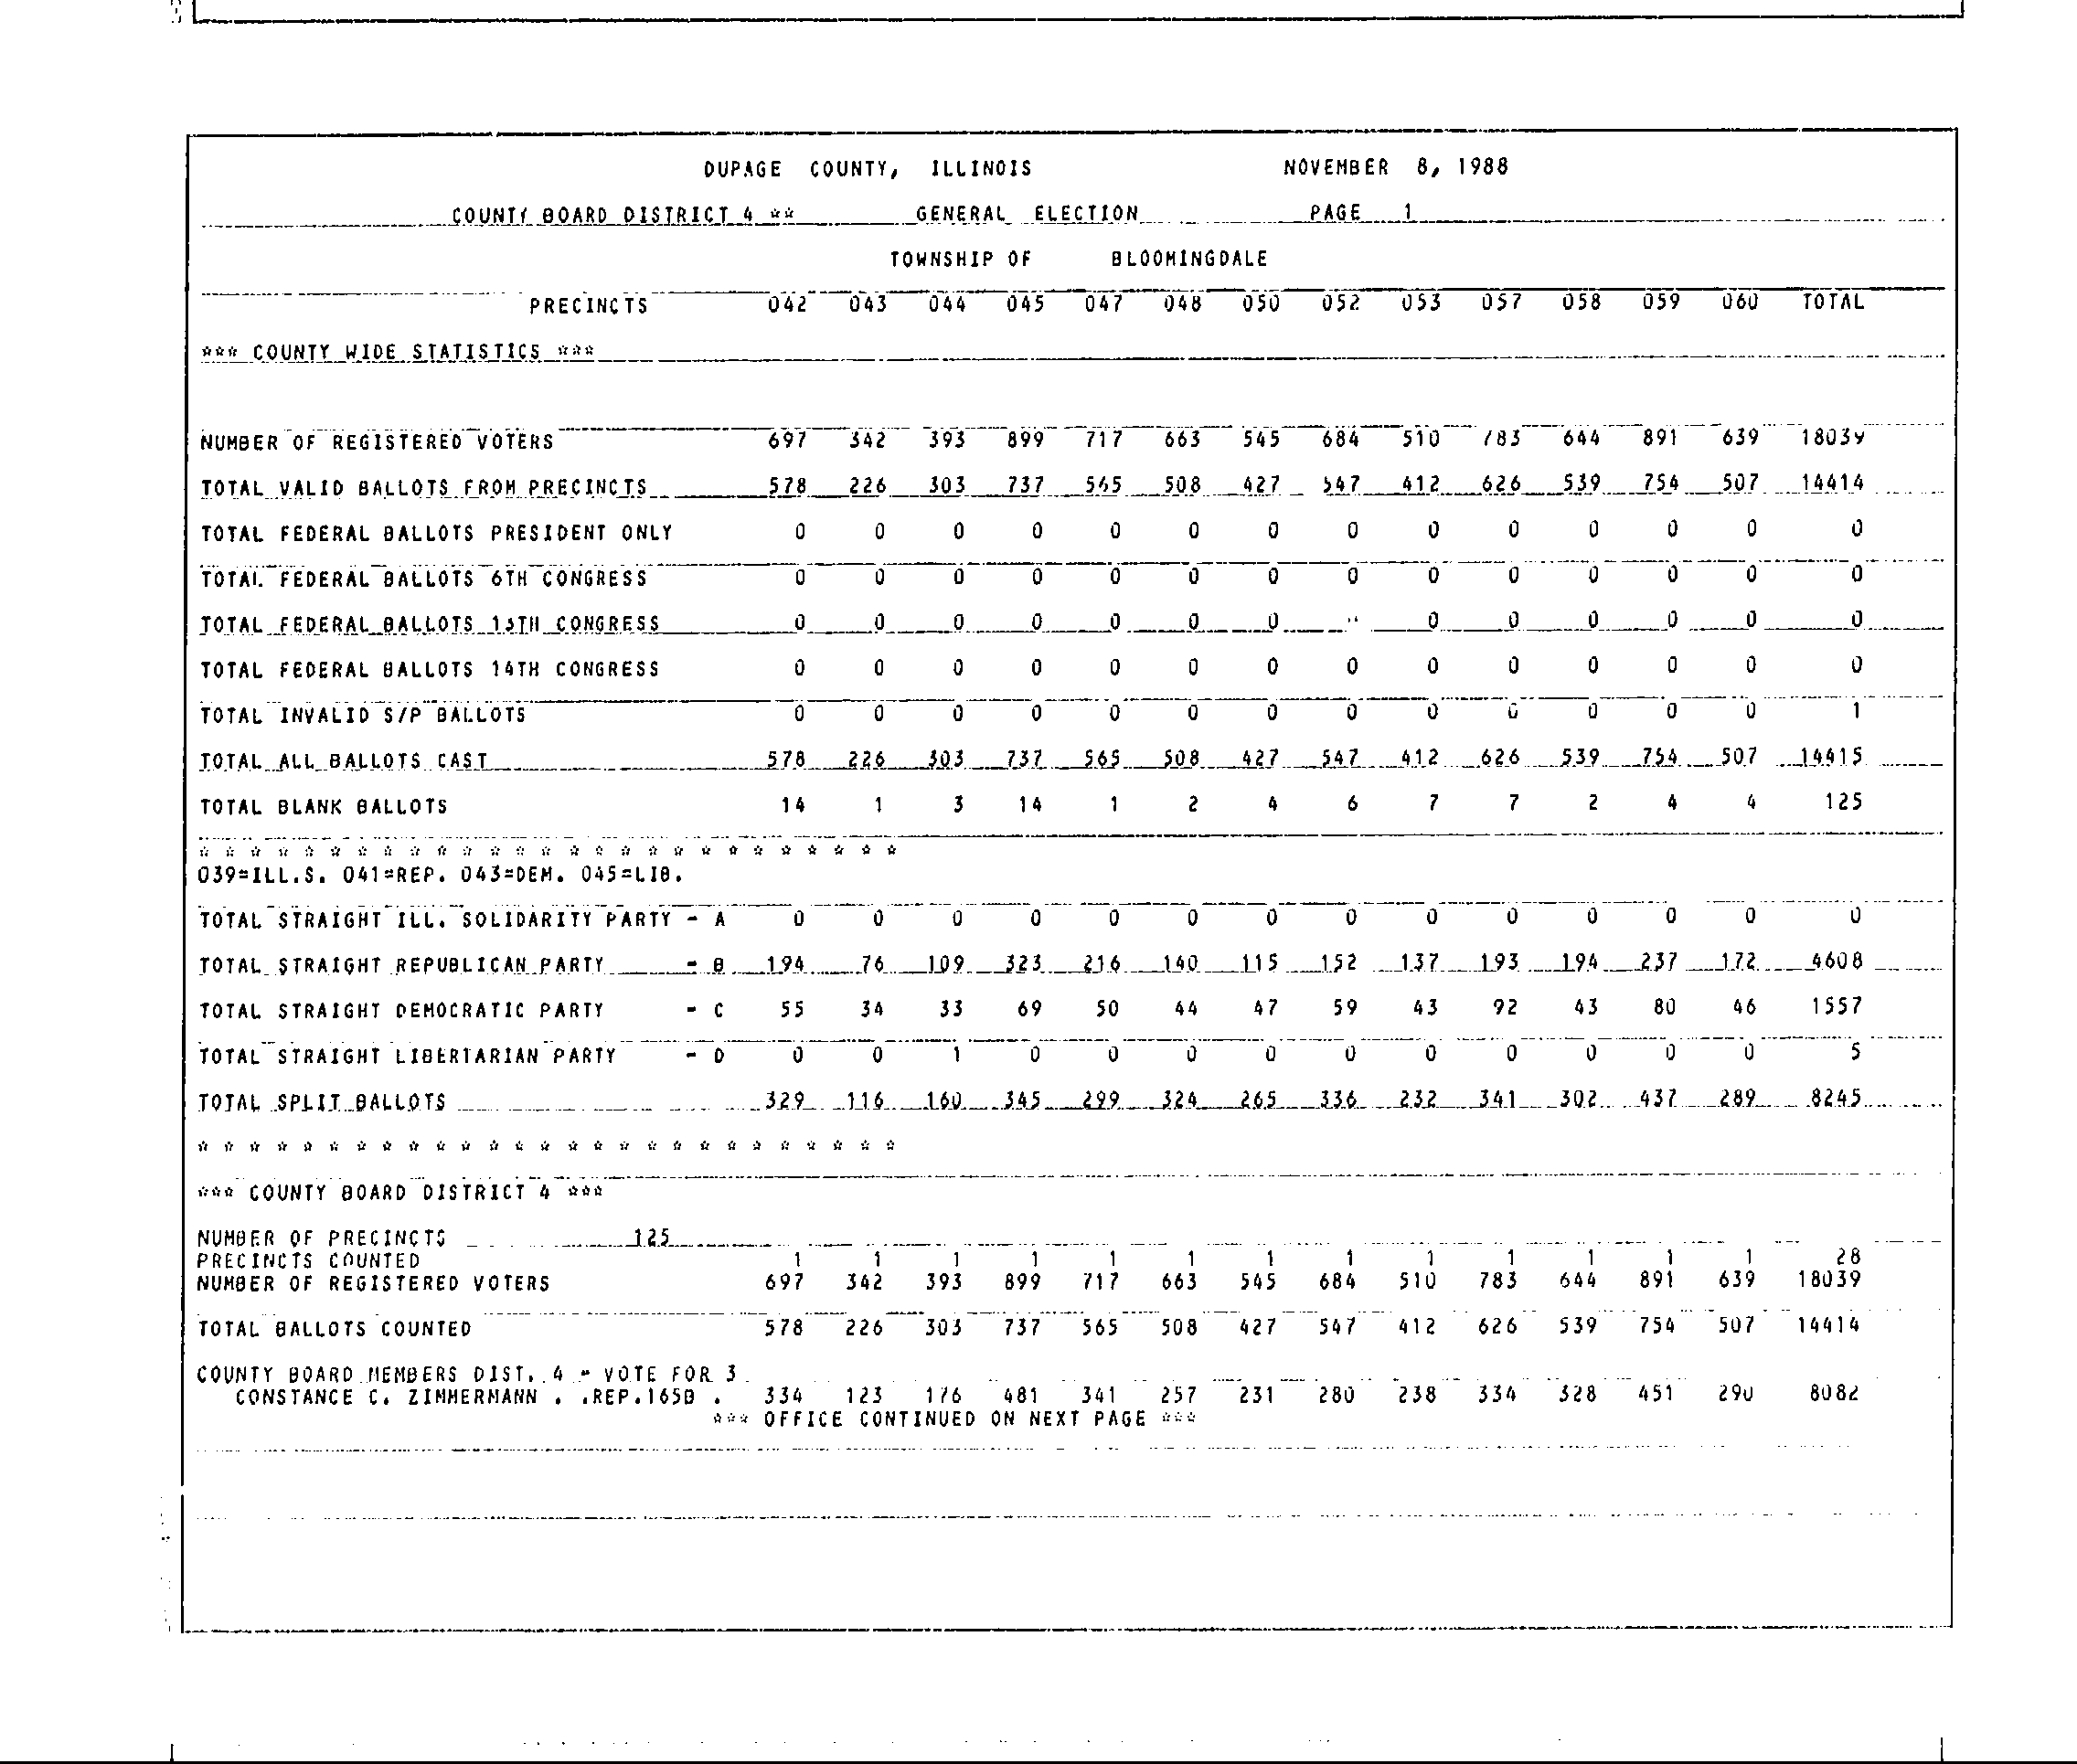 DUPAGE COUNTY, ILLINOIS NOVEMBER 8, 1988
COUNTY BOARD DISTRICT 4 ** GENERAL ELECTION PAGE 1
TOWNSHIP OF BLOOMINGDALE
PRECINCTS 042 043 044 045 047 048 050 052 053 057 058 059 060 TOTAL
*** COUNTY WIDE STATISTICS ***
NUMBER OF REGISTERED VOTERS 697 342 393 899 717 663 545 684 510 783 644 891 639 18039
TOTAL VALID BALLOTS FROM PRECINCTS 578 226 303 737 565 508 427 547 412 626 539 754 507 14414
TOTAL FEDERAL BALLOTS PRESIDENT ONLY 0 0 0 0 0 0 0 0 0 0 0 0 0 0
TOTAL FEDERAL BALLOTS 6TH CONGRESS 0 0 0 0 0 0 0 0 0 0 0 0 0 0
TOTAL FEDERAL BALLOTS 13TH CONGRESS 0 0 0 0 0 0 0 0 0 0 0 0 0
TOTAL FEDERAL BALLOTS 14TH CONGRESS 0 0 0 0 0 0 0 0 0 0 0 0 0 0
TOTAL INVALID S/P BALLOTS 0 0 0 0 0 0 0 0 0 0 0 0 0 1
TOTAL ALL BALLOTS CAST 578 226 303 737 565 508 427 547 412 626 539 754 507 14415
TOTAL BLANK BALLOTS 14 1 3 14 1 2 4 6 7 7 2 4 4 125
* * * * * * * * * * * * * * * * * * * * * * * * * * *
039=ILL.S. 041=REP. 043=DEM. 045=LIB.
TOTAL STRAIGHT ILL. SOLIDARITY PARTY - A 0 0 0 0 0 0 0 0 0 0 0 0 0 0
TOTAL STRAIGHT REPUBLICAN PARTY - B 194 76 109 323 216 140 115 152 137 193 194 237 172 4608
TOTAL STRAIGHT DEMOCRATIC PARTY - C 55 34 33 69 50 44 47 59 43 92 43 80 46 1557
TOTAL STRAIGHT LIBERTARIAN PARTY - D 0 0 1 0 0 0 0 0 0 0 0 0 0 5
TOTAL SPLIT BALLOTS 329 116 160 345 299 324 265 336 232 341 302 437 289 8245
* * * * * * * * * * * * * * * * * * * * * * * * * * *
*** COUNTY BOARD DISTRICT 4 ***
NUMBER OF PRECINCTS 125
PRECINCTS COUNTED 1 1 1 1 1 1 1 1 1 1 1 1 1 28
NUMBER OF REGISTERED VOTERS 697 342 393 899 717 663 545 684 510 783 644 891 639 18039
TOTAL BALLOTS COUNTED 578 226 303 737 565 508 427 547 412 626 539 754 507 14414
COUNTY BOARD MEMBERS DIST. 4 - VOTE FOR 3
CONSTANCE C. ZIMMERMANN . .REP.165B . 334 123 176 481 341 257 231 280 238 334 328 451 290 8082
*** OFFICE CONTINUED ON NEXT PAGE ***